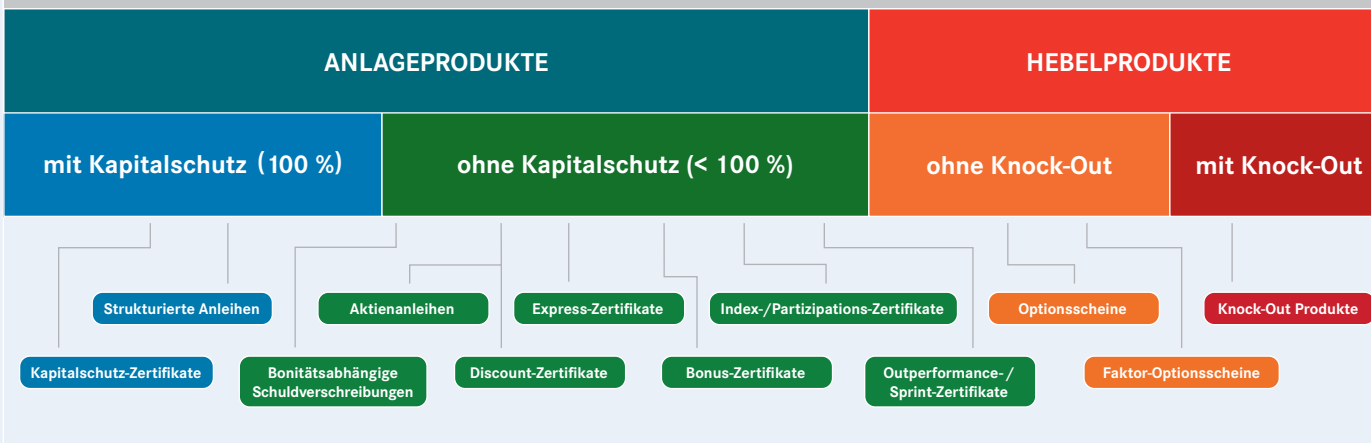 ANLAGEPRODUKTE
HEBELPRODUKTE
mit Kapitalschutz (100 %)
ohne Kapitalschutz (< 100 %)
ohne Knock-Out
mit Knock-Out
Strukturierte Anleihen
Aktienanleihen
Express-Zertifikate
Index-/Partizipations-Zertifikate
Optionsscheine
Knock-Out Produkte
Kapitalschutz-Zertifikate
Bonitätsabhängige
Schuldverschreibungen
Discount-Zertifikate
Bonus-Zertifikate
Outperformance-/
Sprint-Zertifikate
Faktor-Optionsscheine